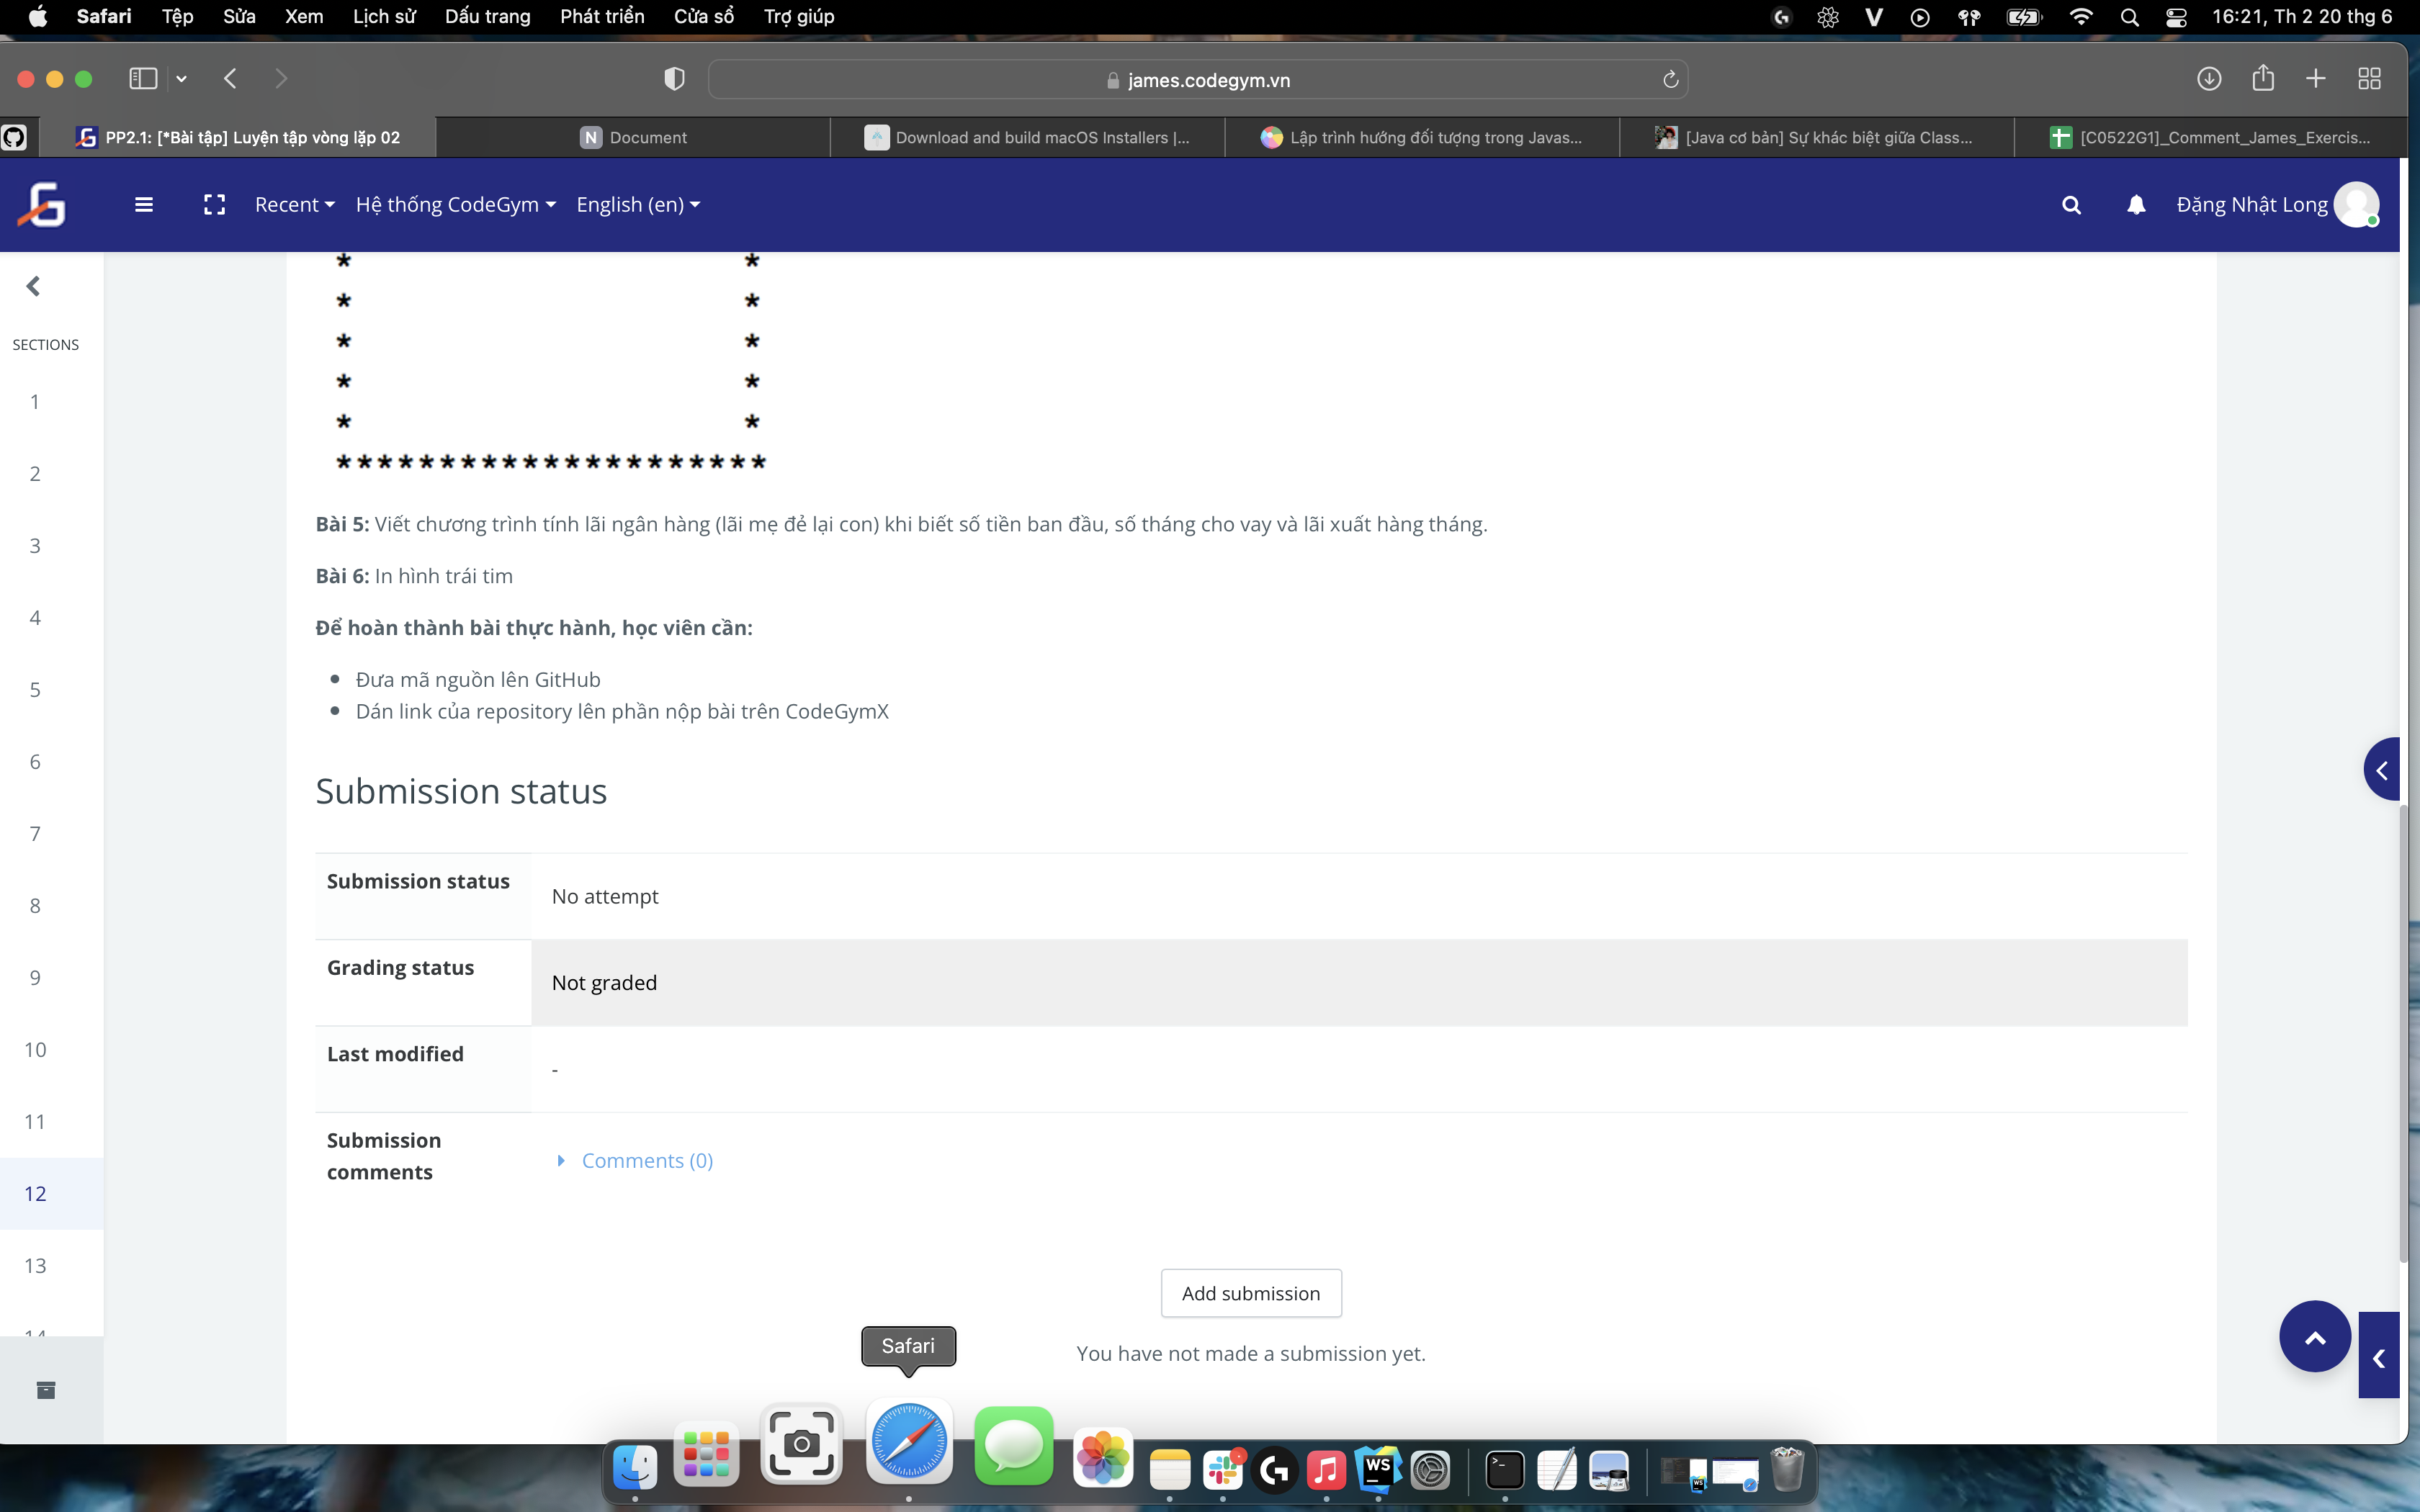 Safari Tệp Sửa Xem Lịch sử Dấu trang Phát triển Cửa sổ Trợ giúp
16:21, Th 2 20 thg 6
james.codegym.vn
PP2.1: [*Bài tập] Luyện tập vòng lặp 02
N Document
Download and build macOS Installers |...
Lập trình hướng đối tượng trong Javas...
[Java cơ bản] Sự khác biệt giữa Class...
[C0522G1]_Comment_James_Exercis...
Recent Hệ thống CodeGym English (en)
Đặng Nhật Long
SECTIONS
1
2
3
4
5
6
7
8
9
10
11
12
13
14
* *
* *
* *
* *
* *
* * * * * * * * * * * * * * * * * * * * *
Bài 5: Viết chương trình tính lãi ngân hàng (lãi mẹ đẻ lại con) khi biết số tiền ban đầu, số tháng cho vay và lãi xuất hàng tháng.
Bài 6: In hình trái tim
Để hoàn thành bài thực hành, học viên cần:
Đưa mã nguồn lên GitHub
Dán link của repository lên phần nộp bài trên CodeGymX
Submission status
Submission status No attempt
Grading status Not graded
Last modified -
Submission comments
Comments (0)
Add submission
You have not made a submission yet.
Safari
WS